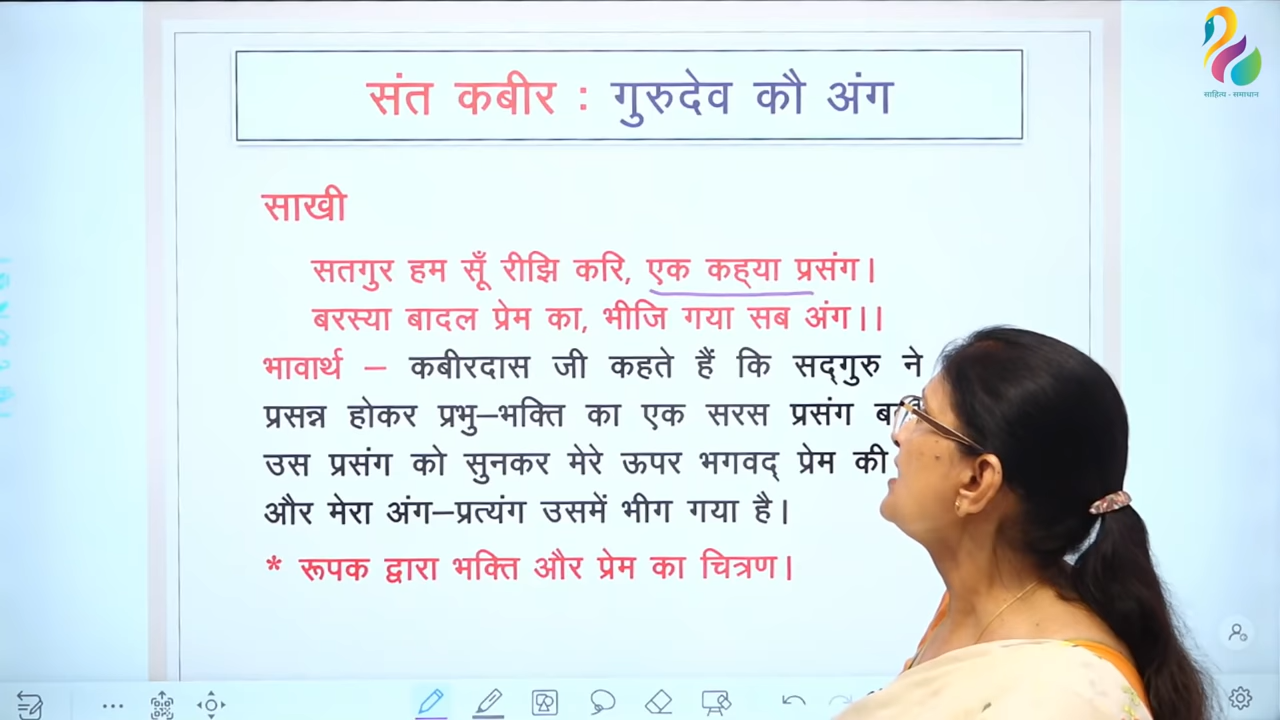 संत कबीर : गुरुदेव कौ अंग
साहित्य - समाधान
साखी
सतगुर हम सूँ रीझि करि, एक कह्या प्रसंग।
बरस्या बादल प्रेम का, भीजि गया सब अंग।।
भावार्थ – कबीरदास जी कहते हैं कि सद्गुरु ने
प्रसन्न होकर प्रभु–भक्ति का एक सरस प्रसंग
उस प्रसंग को सुनकर मेरे ऊपर भगवद् प्रेम की
और मेरा अंग–प्रत्यंग उसमें भीग गया है।
* रूपक द्वारा भक्ति और प्रेम का चित्रण।